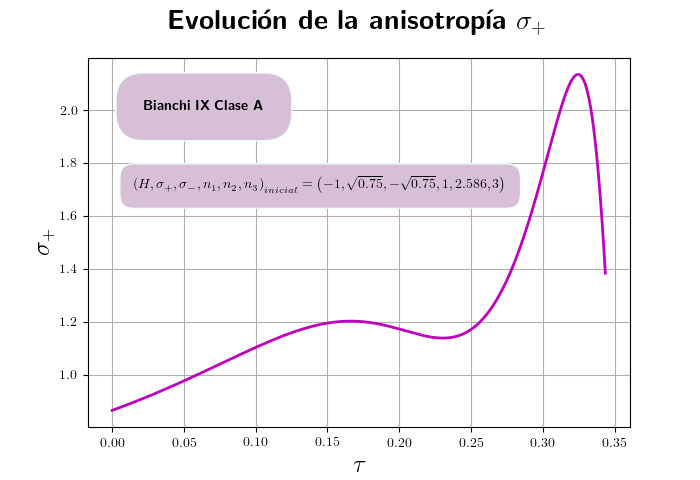 Evolución de la anisotropía σ₊
Bianchi IX Clase A
(H, σ₊, σ₋, n₁, n₂, n₃)inicial = (−1, √0.75, −√0.75, 1, 2.586, 3)
σ₊
2.0
1.8
1.6
1.4
1.2
1.0
0.00 0.05 0.10 0.15 0.20 0.25 0.30 0.35
τ